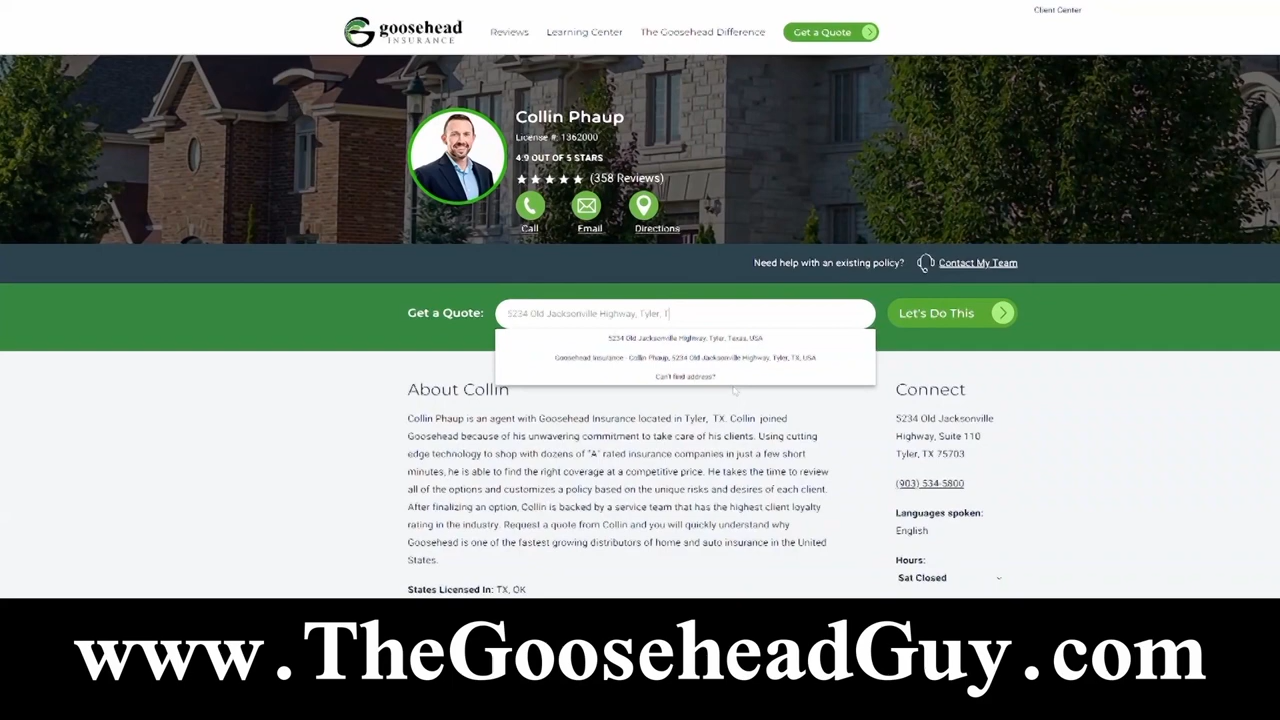 Client Center
goosehead
INSURANCE
Reviews
Learning Center
The Goosehead Difference
Get a Quote
Collin Phaup
License #: 1362000
4.9 OUT OF 5 STARS
(358 Reviews)
Call
Email
Directions
Need help with an existing policy?
Contact My Team
Get a Quote:
5234 Old Jacksonville Highway, Tyler, T
Let's Do This
5234 Old Jacksonville Highway, Tyler, Texas, USA
Goosehead Insurance - Collin Phaup, 5234 Old Jacksonville Highway, Tyler, TX, USA
Can't find address?
About Collin
Collin Phaup is an agent with Goosehead Insurance located in Tyler, TX. Collin joined
Goosehead because of his unwavering commitment to take care of his clients. Using cutting
edge technology to shop with dozens of "A" rated insurance companies in just a few short
minutes, he is able to find the right coverage at a competitive price. He takes the time to review
all of the options and customizes a policy based on the unique risks and desires of each client.
After finalizing an option, Collin is backed by a service team that has the highest client loyalty
rating in the industry. Request a quote from Collin and you will quickly understand why
Goosehead is one of the fastest growing distributors of home and auto insurance in the United
States.
States Licensed In: TX, OK
Connect
5234 Old Jacksonville
Highway, Suite 110
Tyler, TX 75703
(903) 534-5800
Languages spoken:
English
Hours:
Sat Closed
www.TheGooseheadGuy.com